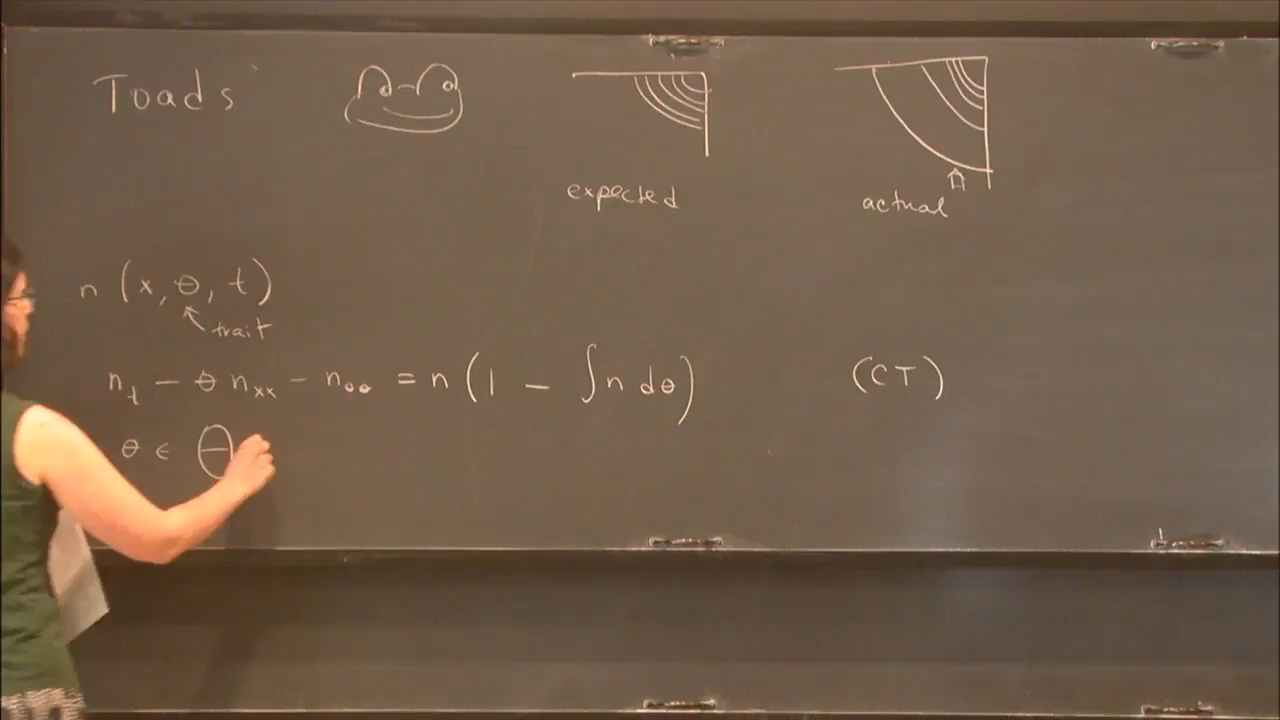 Toads
expected
actual
n (x, θ, t)
trait
n_t - θ n_xx - n_θθ = n (1 - ∫ n dθ)
(CT)
θ ∈ Θ